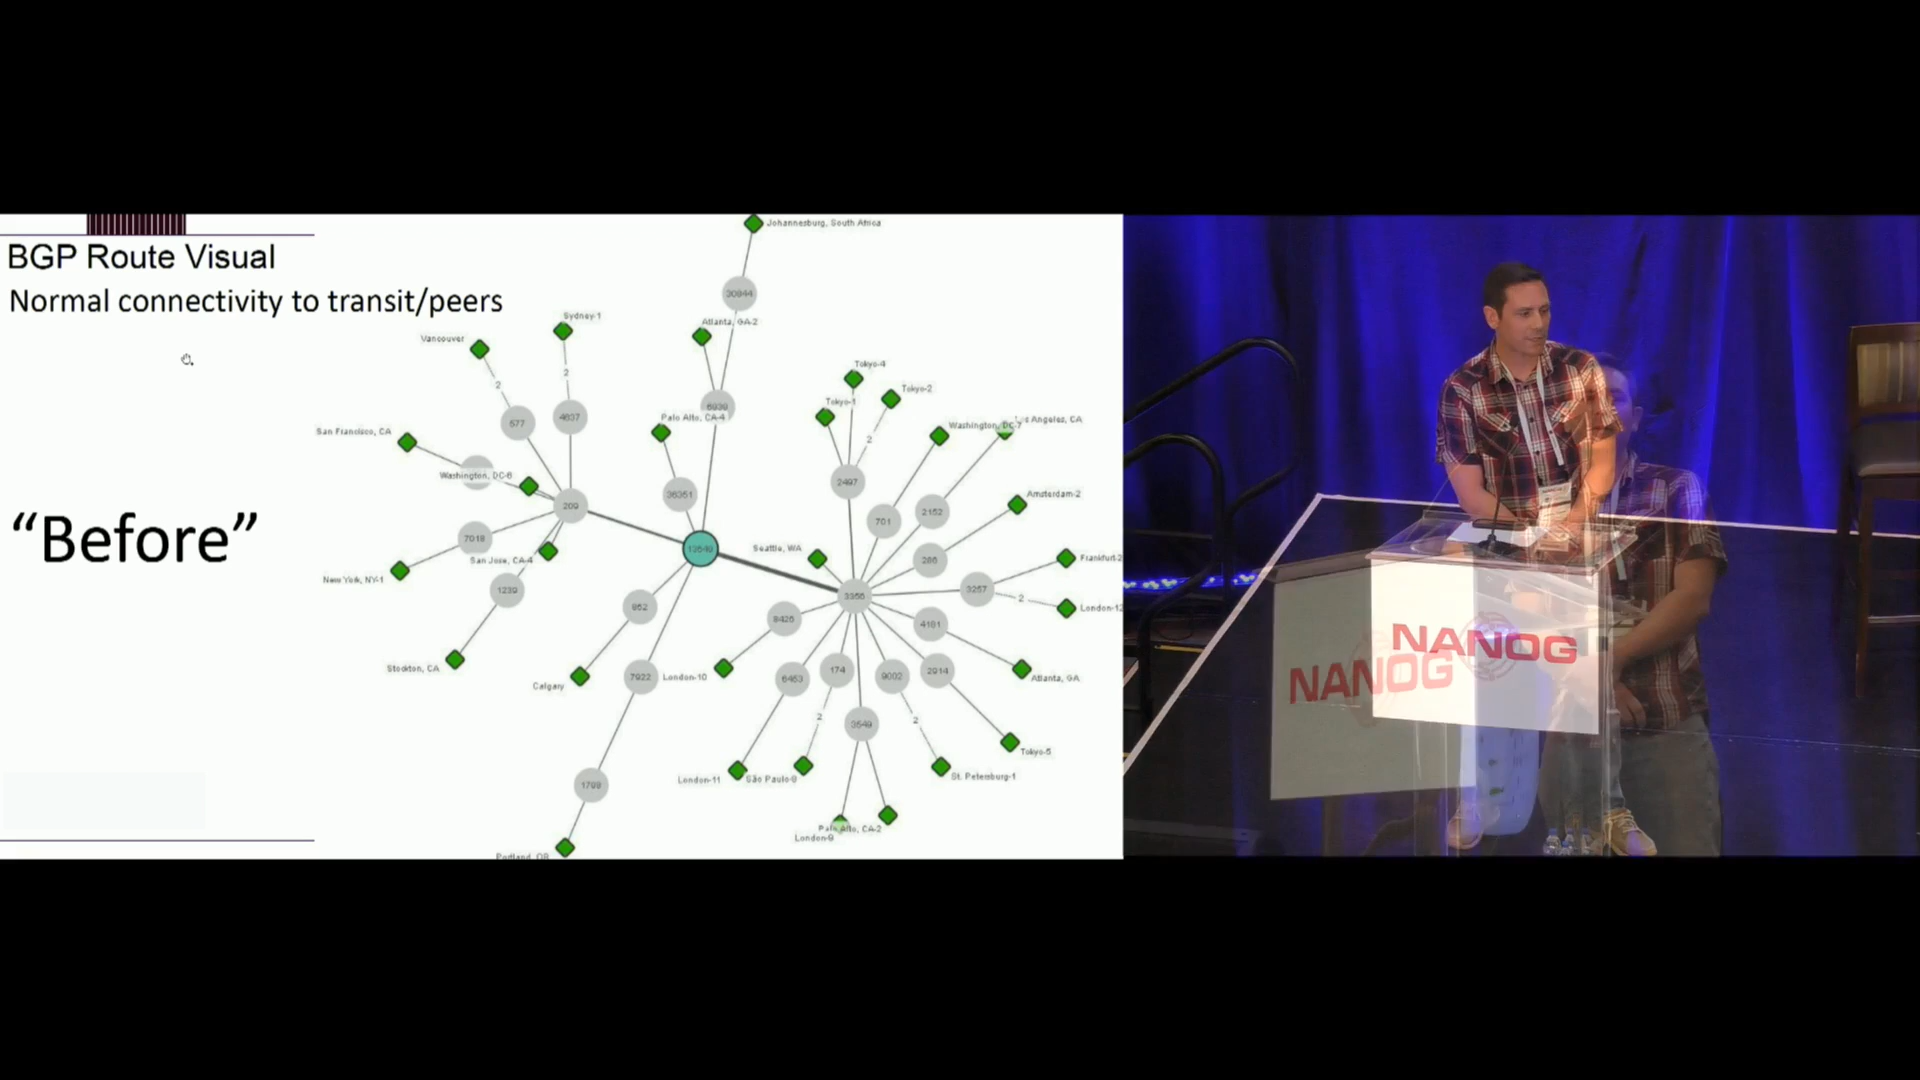 BGP Route Visual
Normal connectivity to transit/peers
“Before”
Johannesburg, South Africa
30844
Atlanta, GA-2
Sydney-1
Vancouver
2
2
577
4637
6939
Palo Alto, CA-4
Tokyo-4
Tokyo-2
Tokyo-1
2
Washington, DC-7
Los Angeles, CA
San Francisco, CA
Washington, DC-6
209
36351
2497
701
2152
Amsterdam-2
7018
San Jose, CA-4
New York, NY-1
1239
Seattle, WA
286
Frankfurt-2
3356
3257
2
London-12
852
8426
4181
Stockton, CA
Calgary
7922
London-10
6453
174
9002
2914
Atlanta, GA
2
3549
2
Tokyo-5
London-11
São Paulo-9
St. Petersburg-1
1798
Palo Alto, CA-2
London-9
Portland, OR
NANOG
NANOG